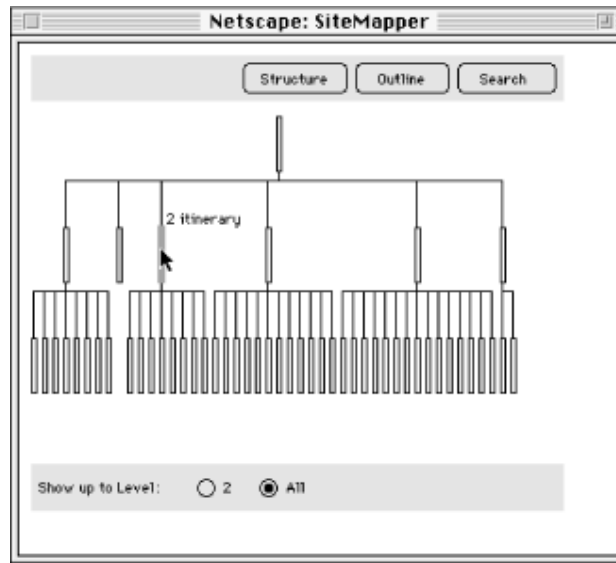 Netscape: SiteMapper
Structure Outline Search
2 itinerary
Show up to Level: 2 All